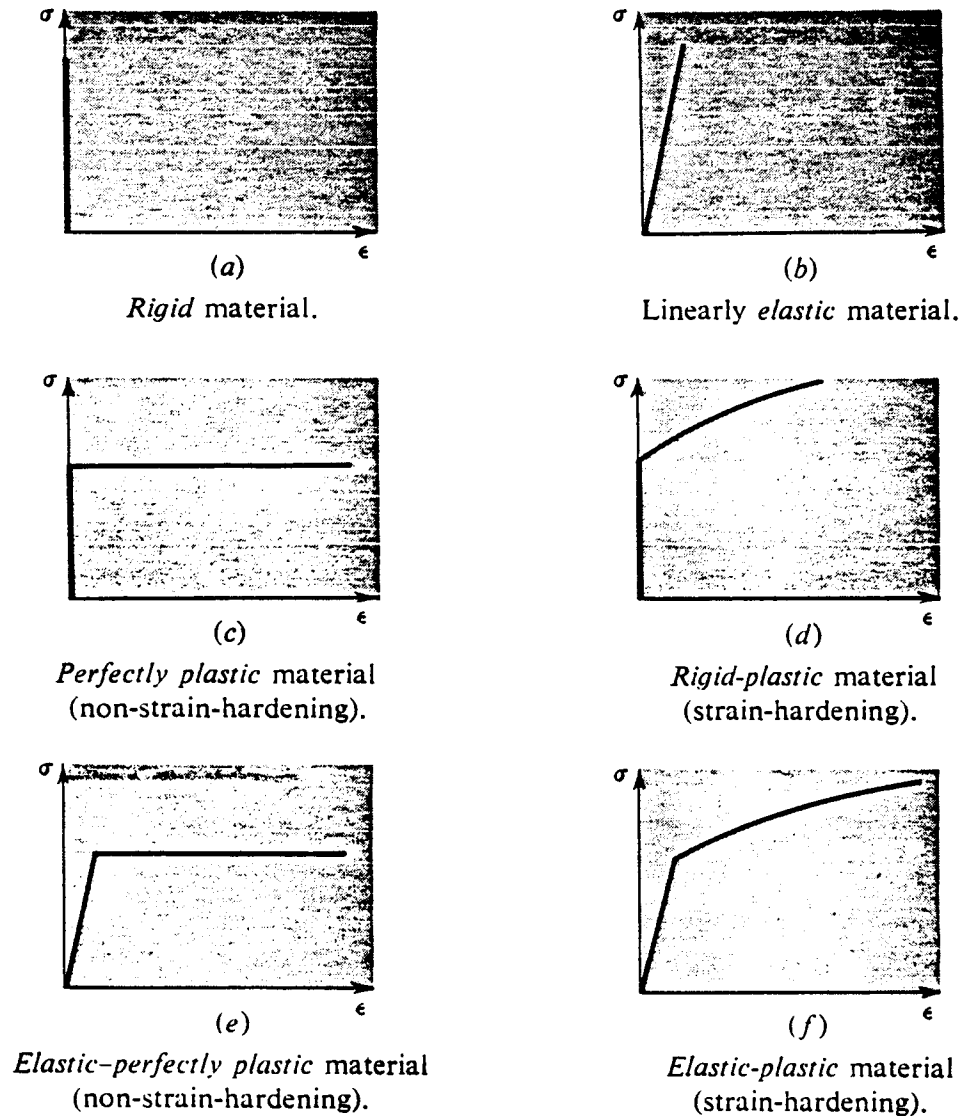 σ
ϵ
(a)
Rigid material.
σ
ϵ
(b)
Linearly elastic material.
σ
ϵ
(c)
Perfectly plastic material
(non-strain-hardening).
σ
ϵ
(d)
Rigid-plastic material
(strain-hardening).
σ
ϵ
(e)
Elastic–perfectly plastic material
(non-strain-hardening).
σ
ϵ
(f)
Elastic-plastic material
(strain-hardening).